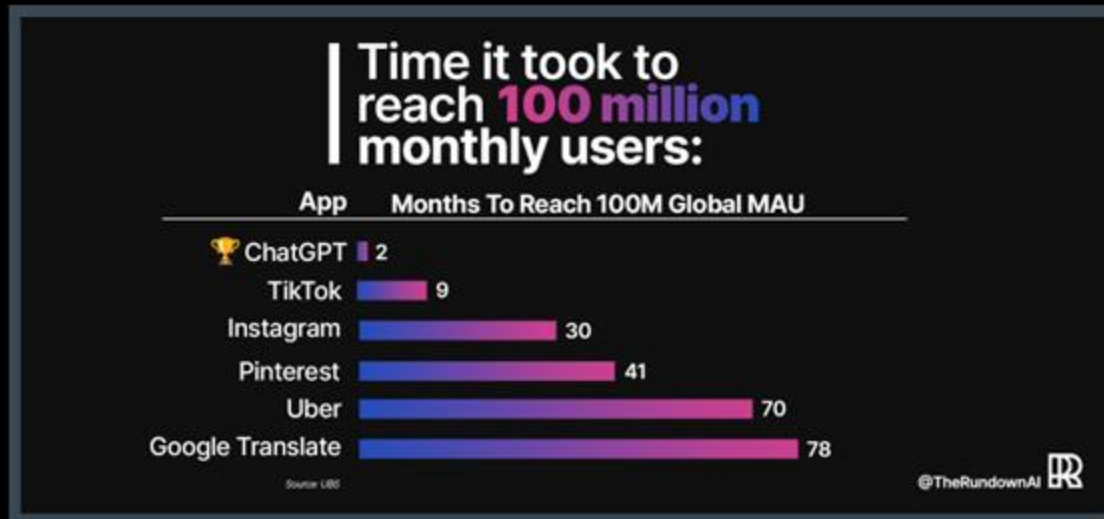 Time it took to
reach 100 million
monthly users:
App Months To Reach 100M Global MAU
🏆 ChatGPT 2
TikTok 9
Instagram 30
Pinterest 41
Uber 70
Google Translate 78
Source: UBS
@TheRundownAI R